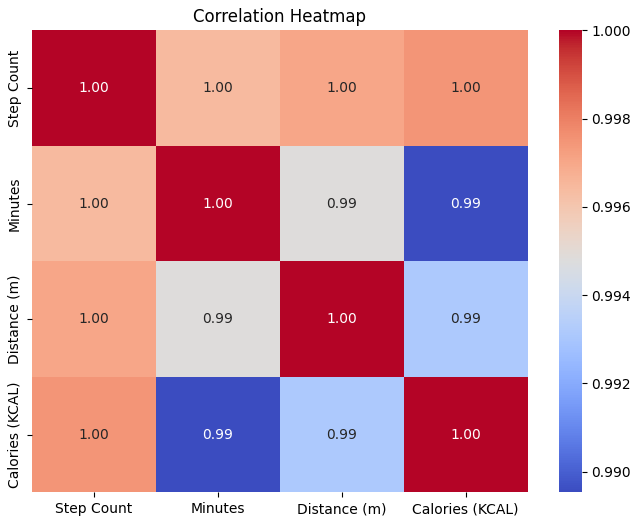 Correlation Heatmap
Step Count 1.00 1.00 1.00 1.00
Minutes 1.00 1.00 0.99 0.99
Distance (m) 1.00 0.99 1.00 0.99
Calories (KCAL) 1.00 0.99 0.99 1.00
Step Count Minutes Distance (m) Calories (KCAL)
1.000
0.998
0.996
0.994
0.992
0.990